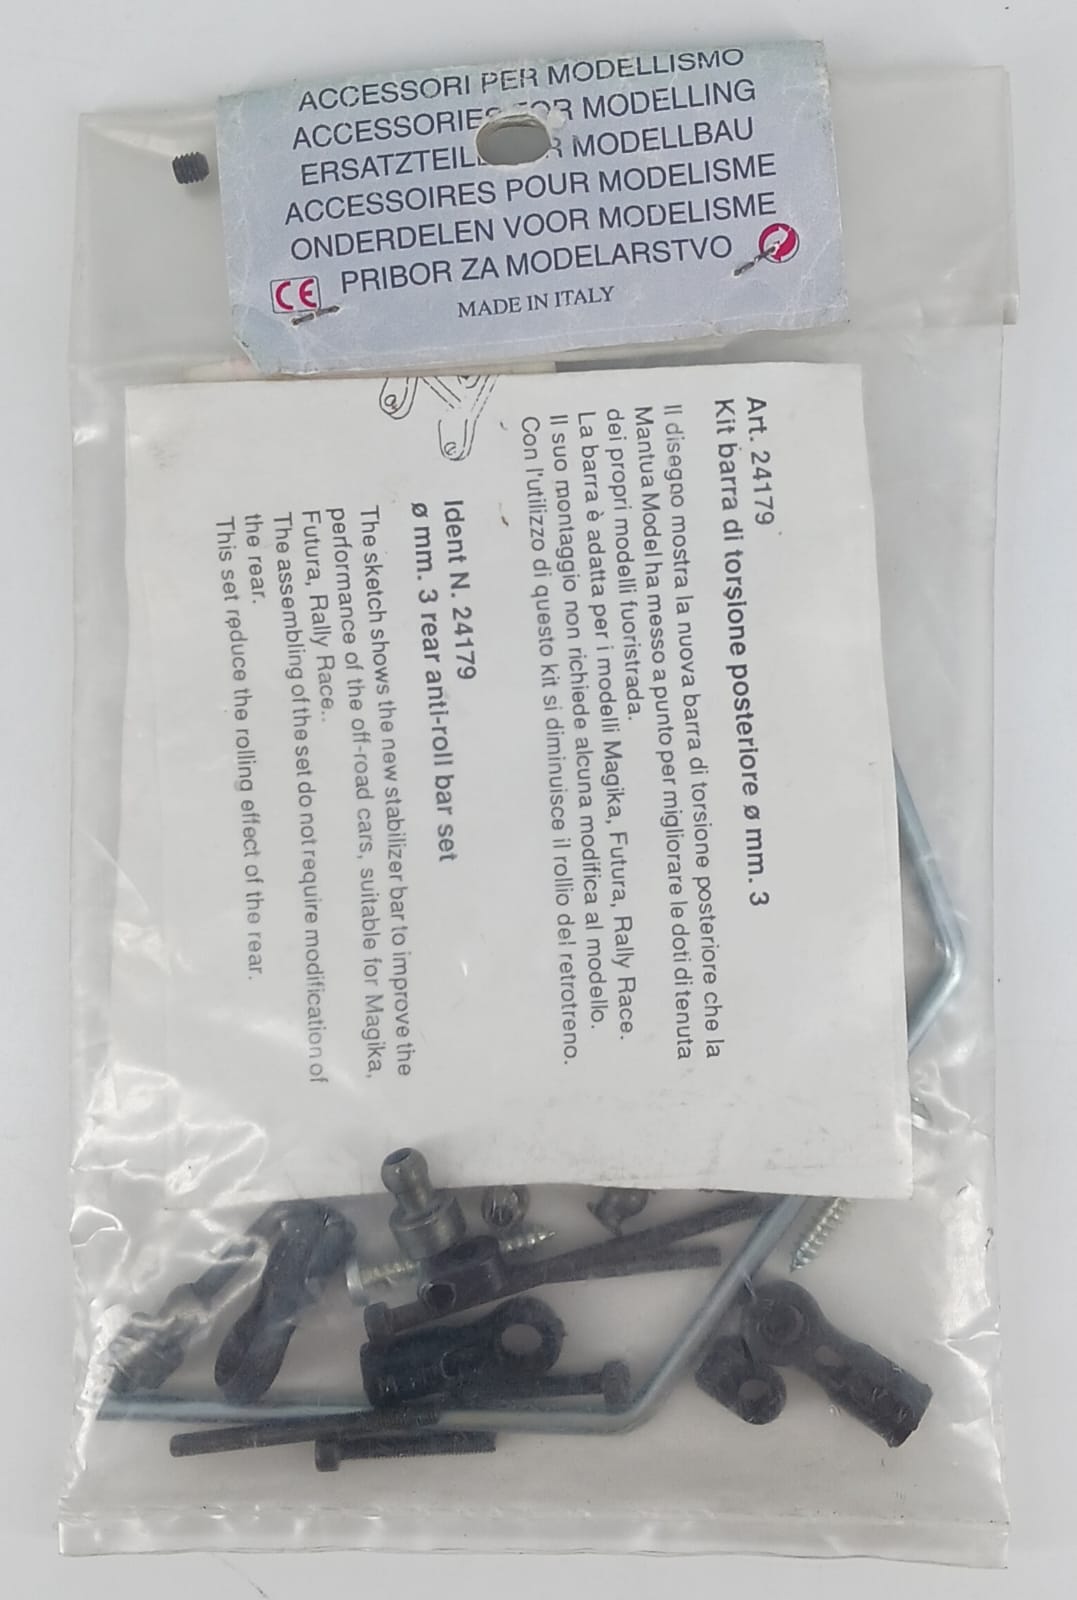 ACCESSORI PER MODELLISMO
ACCESSORIES FOR MODELLING
MODELLBAU
ACCESSOIRES POUR MODELISME
ONDERDELEN VOOR MODELISME
CE PRIBOR ZA MODELARSTVO
MADE IN ITALY
Art. 24179
Kit barra di torsione posteriore ø mm. 3
Il disegno mostra la nuova barra di torsione posteriore che la
Mantua Model ha messo a punto per migliorare le doti di tenuta
dei propri modelli fuoristrada.
La barra è adatta per i modelli Magika, Futura, Rally Race.
Il suo montaggio non richiede alcuna modifica al modello.
Con l'utilizzo di questo kit si diminuisce il rollio del retrotreno.
Ident N. 24179
ø mm. 3 rear anti-roll bar set
The sketch shows the new stabilizer bar to improve the
performance of the off-road cars, suitable for Magika,
Futura, Rally Race..
The assembling of the set do not require modification of
the rear.
This set reduce the rolling effect of the rear.